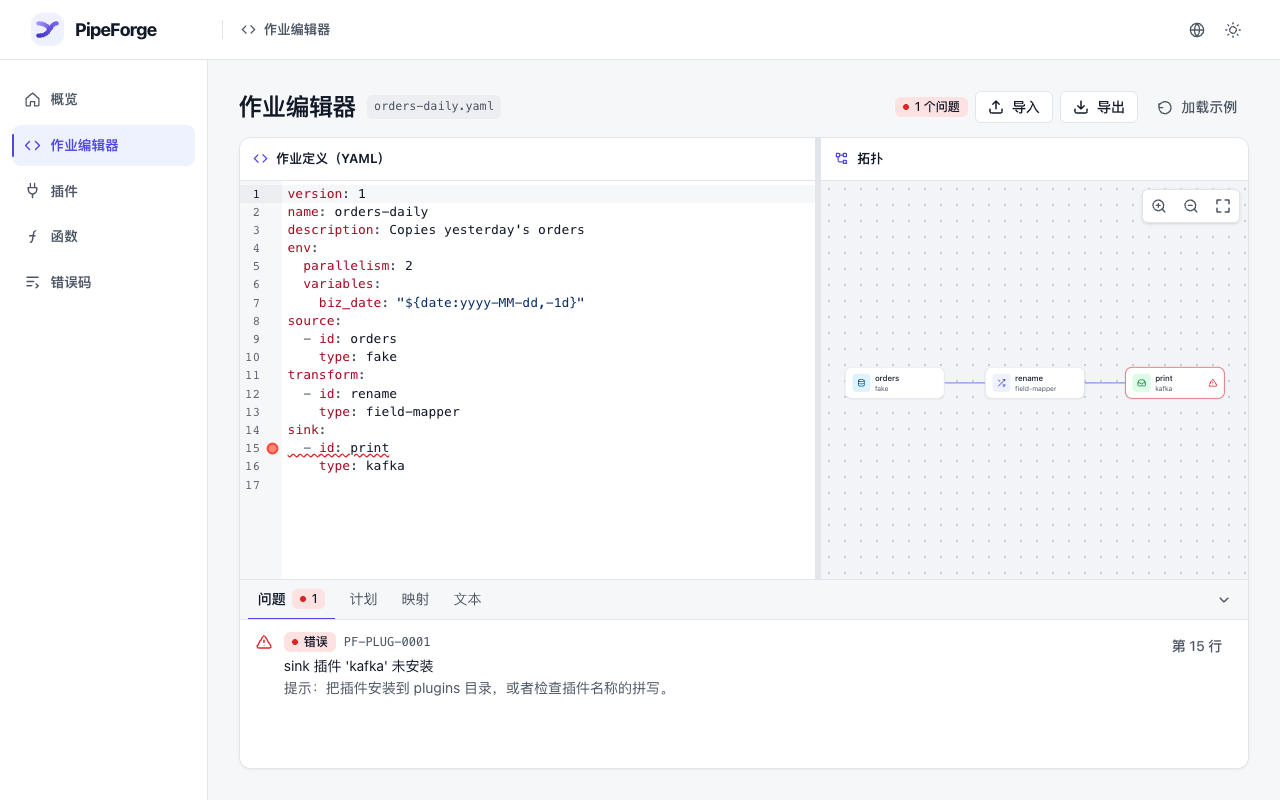 PipeForge
作业编辑器
概览
作业编辑器
插件
函数
错误码
作业编辑器
orders-daily.yaml
1 个问题
导入
导出
加载示例
作业定义（YAML）
1 version: 1
2 name: orders-daily
3 description: Copies yesterday's orders
4 env:
5   parallelism: 2
6   variables:
7     biz_date: "${date:yyyy-MM-dd,-1d}"
8 source:
9   - id: orders
10     type: fake
11 transform:
12   - id: rename
13     type: field-mapper
14 sink:
15   - id: print
16     type: kafka
17
拓扑
orders
fake
rename
field-mapper
print
kafka
问题 1
计划
映射
文本
错误 PF-PLUG-0001
第 15 行
sink 插件 'kafka' 未安装
提示：把插件安装到 plugins 目录，或者检查插件名称的拼写。